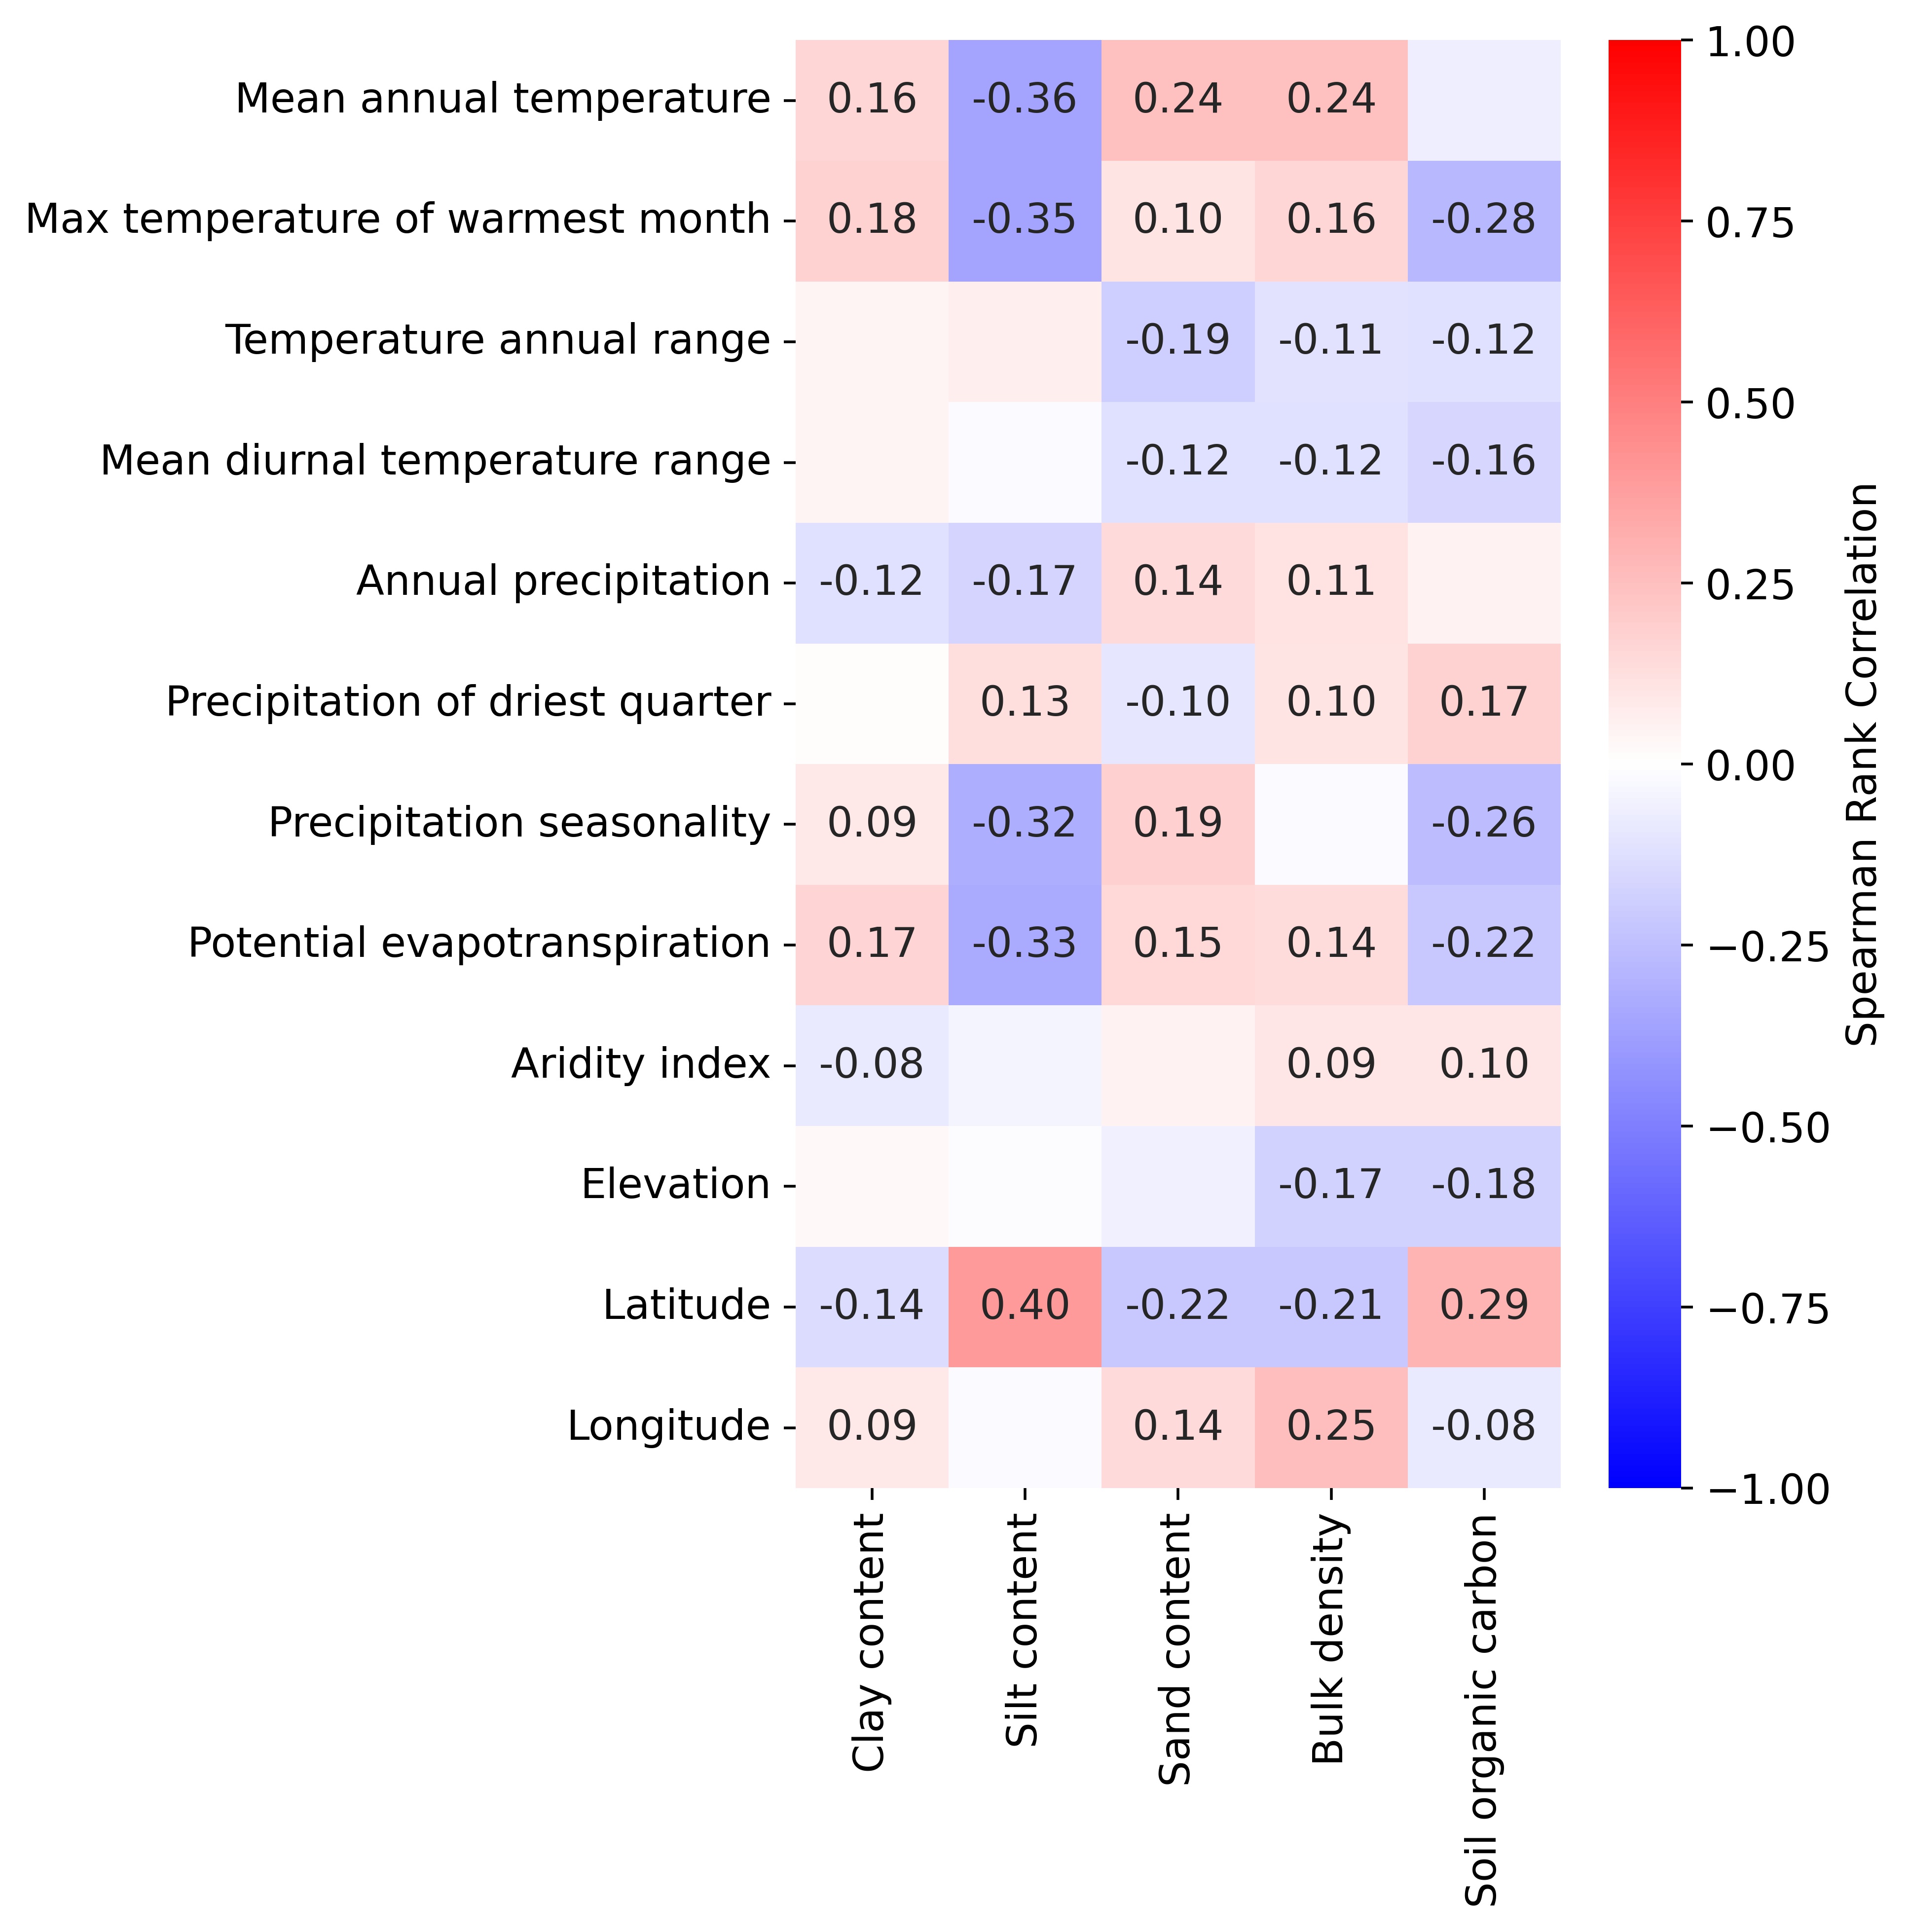 Mean annual temperature 0.16 -0.36 0.24 0.24
Max temperature of warmest month 0.18 -0.35 0.10 0.16 -0.28
Temperature annual range -0.19 -0.11 -0.12
Mean diurnal temperature range -0.12 -0.12 -0.16
Annual precipitation -0.12 -0.17 0.14 0.11
Precipitation of driest quarter 0.13 -0.10 0.10 0.17
Precipitation seasonality 0.09 -0.32 0.19 -0.26
Potential evapotranspiration 0.17 -0.33 0.15 0.14 -0.22
Aridity index -0.08 0.09 0.10
Elevation -0.17 -0.18
Latitude -0.14 0.40 -0.22 -0.21 0.29
Longitude 0.09 0.14 0.25 -0.08
Clay content
Silt content
Sand content
Bulk density
Soil organic carbon
1.00
0.75
0.50
0.25
0.00
−0.25
−0.50
−0.75
−1.00
Spearman Rank Correlation